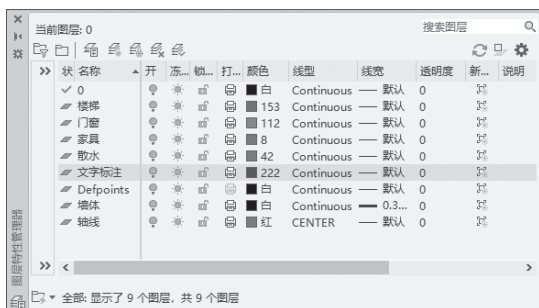 当前图层: 0
搜索图层
状 名称 开 冻... 锁... 打... 颜色 线型 线宽 透明度 新... 说明
0 白 Continuous 默认 0
楼梯 153 Continuous 默认 0
门窗 112 Continuous 默认 0
家具 8 Continuous 默认 0
散水 42 Continuous 默认 0
文字标注 222 Continuous 默认 0
Defpoints 白 Continuous 默认 0
墙体 白 Continuous 0.3... 0
轴线 红 CENTER 默认 0
图层特性管理器
全部: 显示了 9 个图层, 共 9 个图层